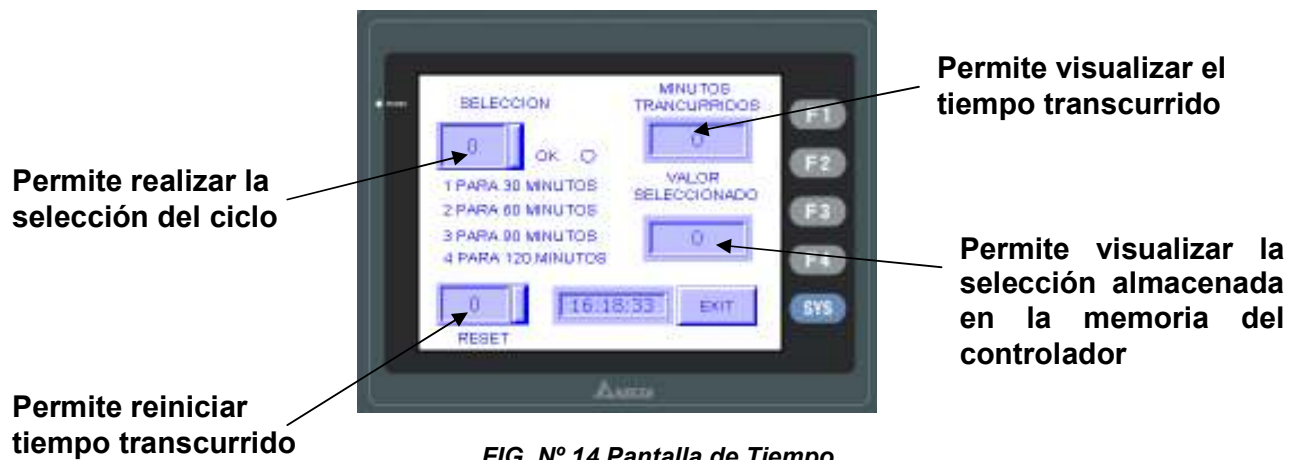 Permite realizar la
selección del ciclo
Permite reiniciar
tiempo transcurrido
SELECCION
0
OK
1 PARA 30 MINUTOS
2 PARA 60 MINUTOS
3 PARA 90 MINUTOS
4 PARA 120 MINUTOS
0
RESET
MINUTOS
TRANCURRIDOS
0
VALOR
SELECCIONADO
0
16:18:33
EXIT
F1
F2
F3
F4
SYS
Permite visualizar el
tiempo transcurrido
Permite visualizar la
selección almacenada
en la memoria del
controlador
FIG. Nº 14 Pantalla de Tiempo